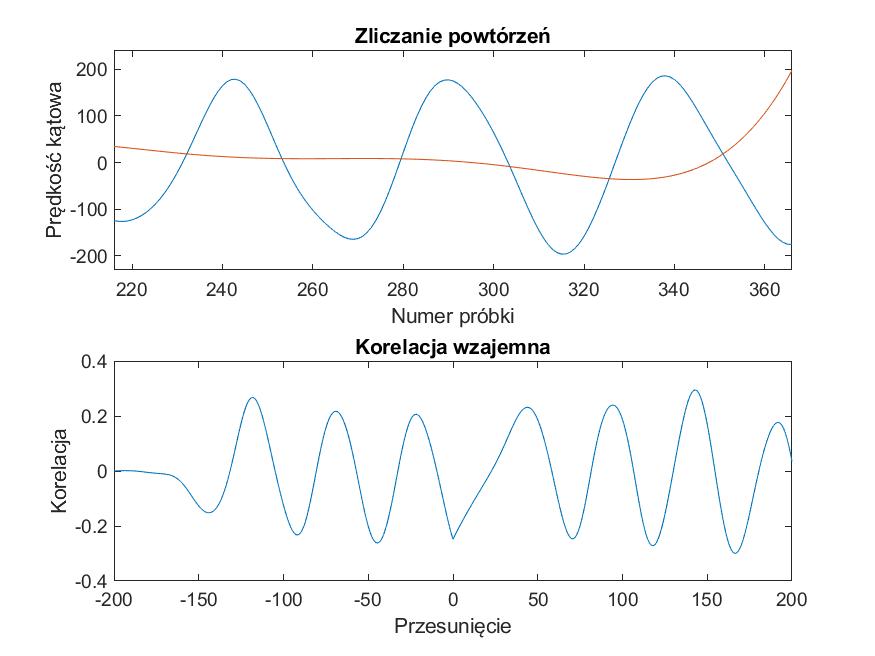 Zliczanie powtórzeń
Prędkość kątowa
200
100
0
-100
-200
220 240 260 280 300 320 340 360
Numer próbki
Korelacja wzajemna
Korelacja
0.4
0.2
0
-0.2
-0.4
-200 -150 -100 -50 0 50 100 150 200
Przesunięcie